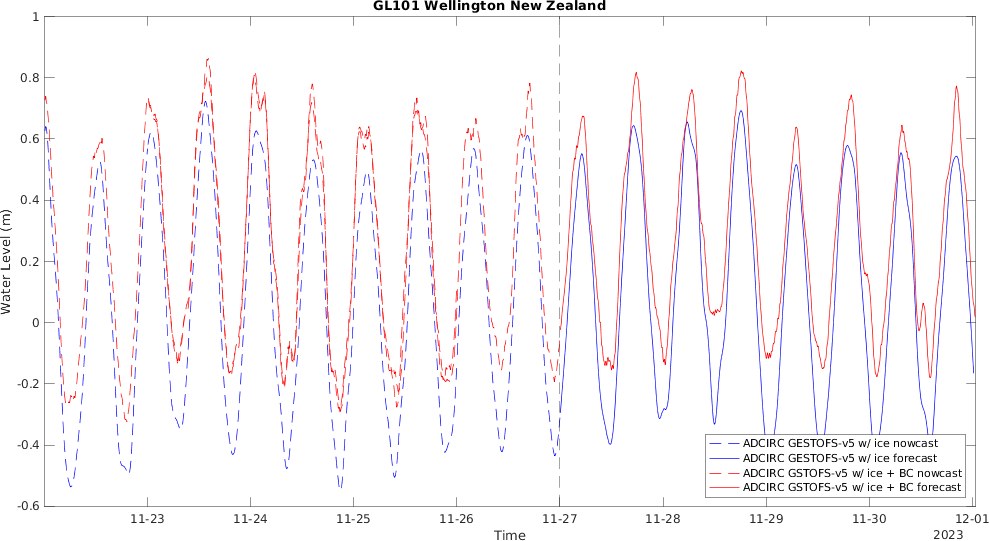 GL101 Wellington New Zealand
1
0.8
0.6
0.4
0.2
0
-0.2
-0.4
-0.6
Water Level (m)
ADCIRC GESTOFS-v5 w/ ice nowcast
ADCIRC GESTOFS-v5 w/ ice forecast
ADCIRC GSTOFS-v5 w/ ice + BC nowcast
ADCIRC GSTOFS-v5 w/ ice + BC forecast
11-23 11-24 11-25 11-26 11-27 11-28 11-29 11-30 12-01
Time
2023